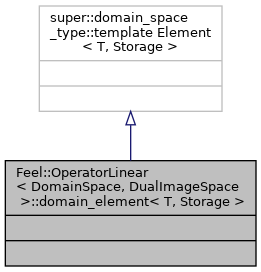 super::domain_space
_type::template Element
< T, Storage >
Feel::OperatorLinear
< DomainSpace, DualImageSpace
>::domain_element< T, Storage >